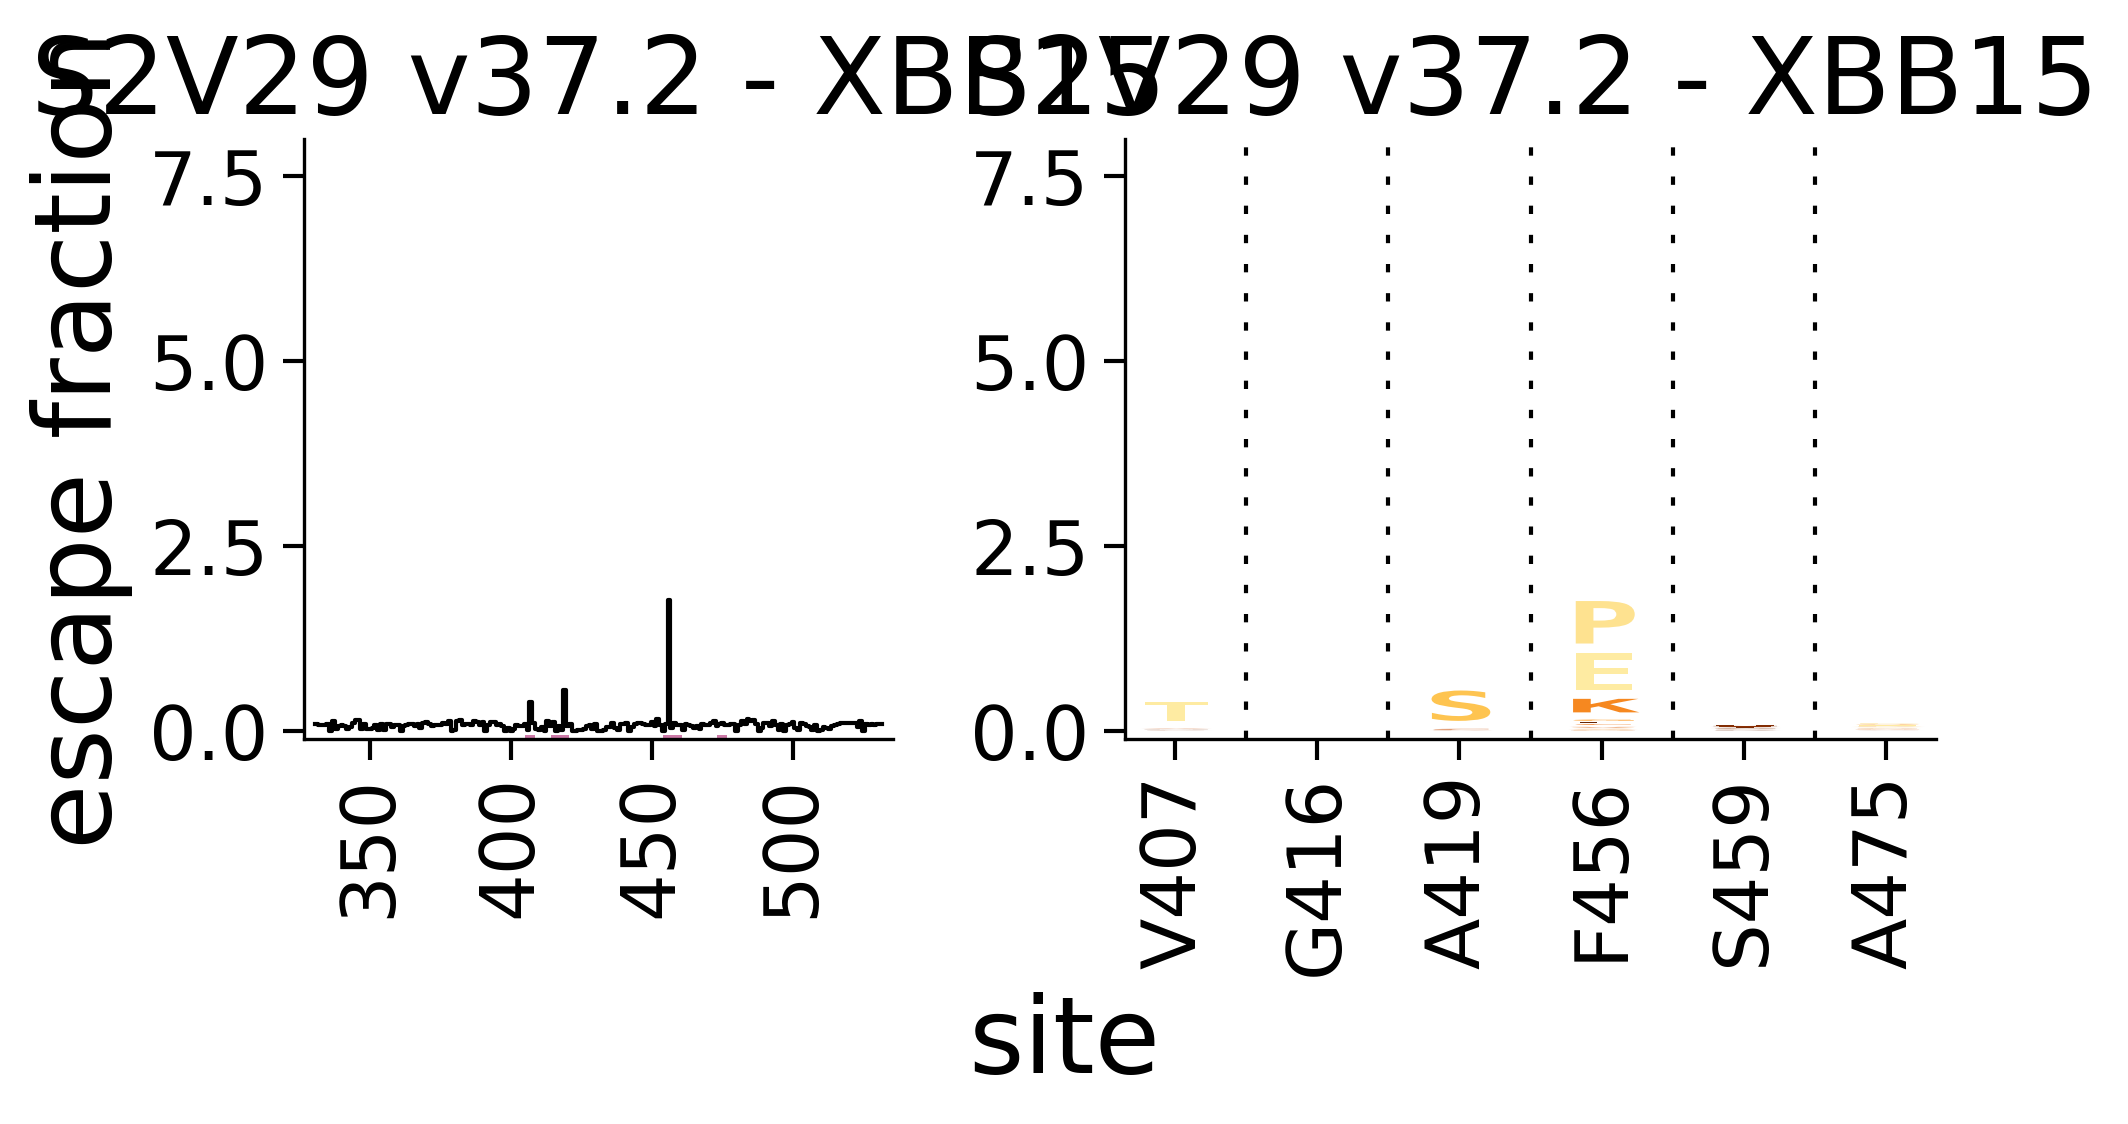 S2V29 v37.2 - XBB15
S2V29 v37.2 - XBB15
escape fraction
7.5
5.0
2.5
0.0
350
400
450
500
7.5
5.0
2.5
0.0
T
S
P
E
K
V407
G416
A419
F456
S459
A475
site